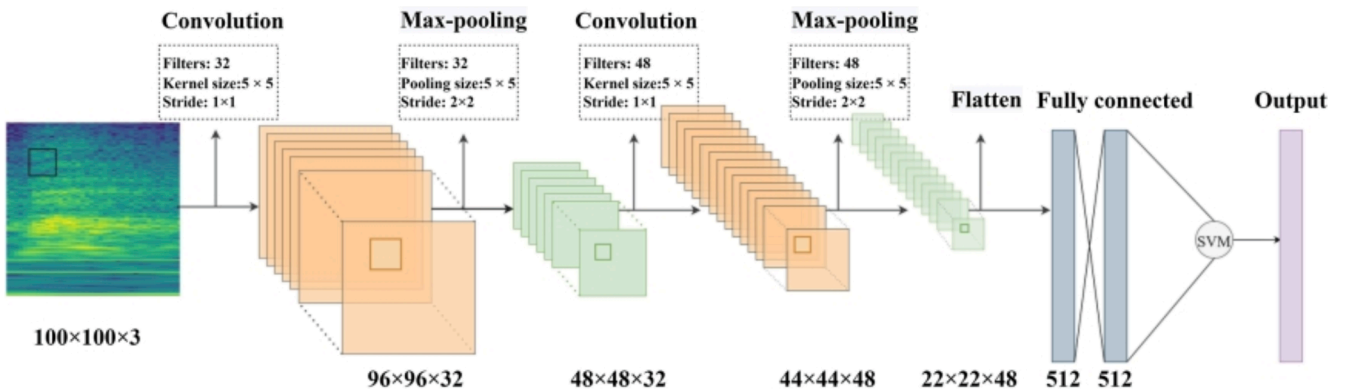 Convolution
Max-pooling
Convolution
Max-pooling
Filters: 32
Kernel size:5 × 5
Stride: 1×1
Filters: 32
Pooling size:5 × 5
Stride: 2×2
Filters: 48
Kernel size:5 × 5
Stride: 1×1
Filters: 48
Pooling size:5 × 5
Stride: 2×2
Flatten
Fully connected
Output
SVM
100×100×3
96×96×32
48×48×32
44×44×48
22×22×48
512
512